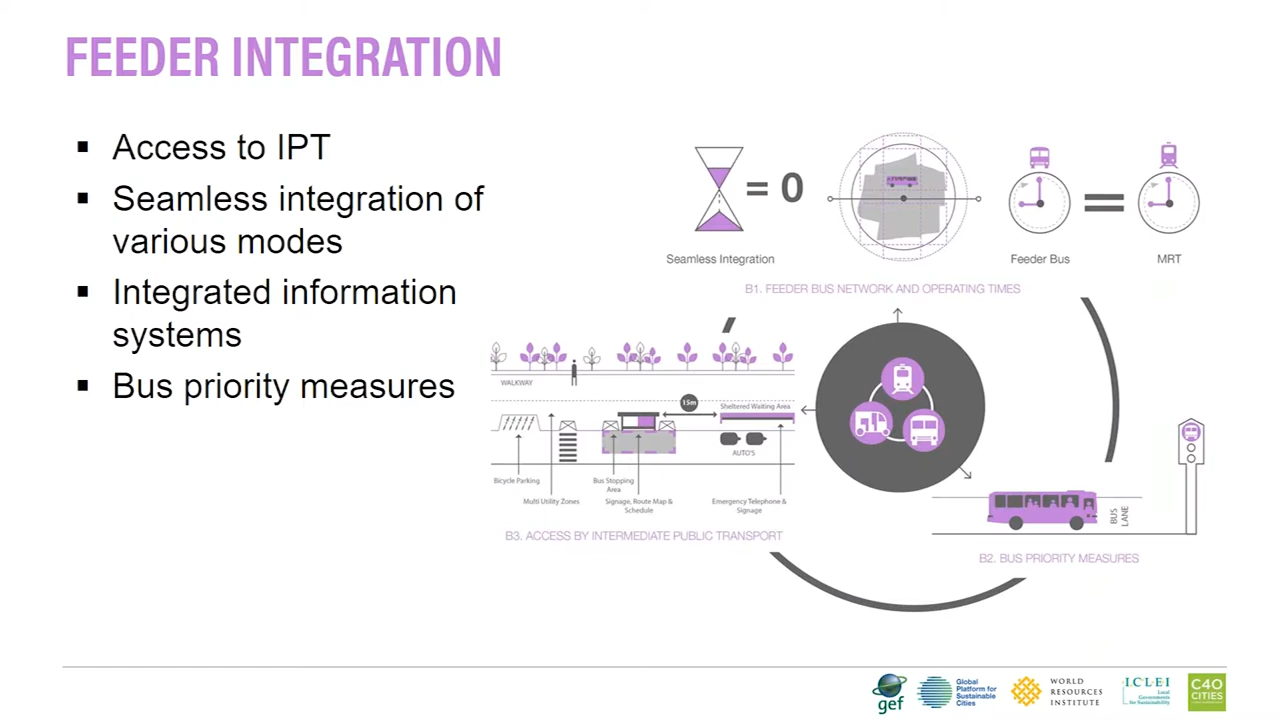 FEEDER INTEGRATION
Access to IPT
Seamless integration of
various modes
Integrated information
systems
Bus priority measures
= 0
Seamless Integration
=
Feeder Bus
MRT
B1. FEEDER BUS NETWORK AND OPERATING TIMES
WALKWAY
15m
Sheltered Waiting Area
AUTO'S
Bicycle Parking
Multi Utility Zones
Bus Stopping
Area
Signage, Route Map &
Schedule
Emergency Telephone &
Signage
B3. ACCESS BY INTERMEDIATE PUBLIC TRANSPORT
BUS
LANE
B2. BUS PRIORITY MEASURES
gef
Global
Platform for
Sustainable
Cities
WORLD
RESOURCES
INSTITUTE
I.C.L.E.I
Local
Governments
for Sustainability
C40
CITIES